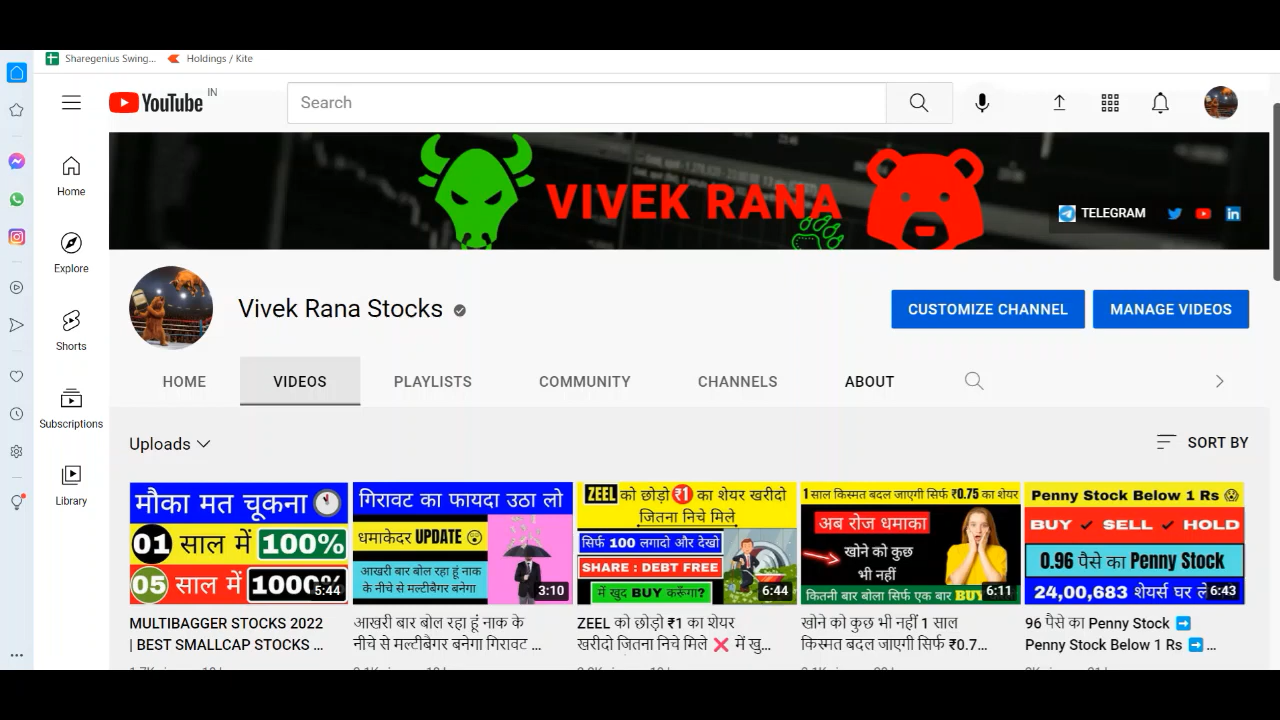 Sharegenius Swing... Holdings / Kite
YouTube IN
Search
Home
Explore
Shorts
Subscriptions
Library
VIVEK RANA
TELEGRAM
Vivek Rana Stocks
CUSTOMIZE CHANNEL
MANAGE VIDEOS
HOME VIDEOS PLAYLISTS COMMUNITY CHANNELS ABOUT
Uploads
SORT BY
मौका मत चूकना
01 साल में 100%
05 साल में 1000%
5:44
MULTIBAGGER STOCKS 2022
| BEST SMALLCAP STOCKS ...
गिरावट का फायदा उठा लो
धमाकेदार UPDATE
आखरी बार बोल रहा हूं नाक
के नीचे से मल्टीबैगर बनेगा
3:10
आखरी बार बोल रहा हूं नाक के
नीचे से मल्टीबैगर बनेगा गिरावट ...
ZEEL को छोड़ो ₹1 का शेयर खरीदो
जितना निचे मिले
सिर्फ 100 लगादो और देखो
SHARE : DEBT FREE
में खुद BUY करूँगा?
6:44
ZEEL को छोड़ो ₹1 का शेयर
खरीदो जितना निचे मिले ❌ में खु...
1 साल किस्मत बदल जाएगी सिर्फ ₹0.75 का शेयर
अब रोज धमाका
खोने को कुछ
भी नहीं
कितनी बार बोला सिर्फ एक बार BUY
6:11
खोने को कुछ भी नहीं 1 साल
किस्मत बदल जाएगी सिर्फ ₹0.7...
Penny Stock Below 1 Rs
BUY ✓ SELL ✓ HOLD
0.96 पैसे का Penny Stock
24,00,683 शेयर्स घर ले
6:43
96 पैसे का Penny Stock ➡
Penny Stock Below 1 Rs ➡ ...